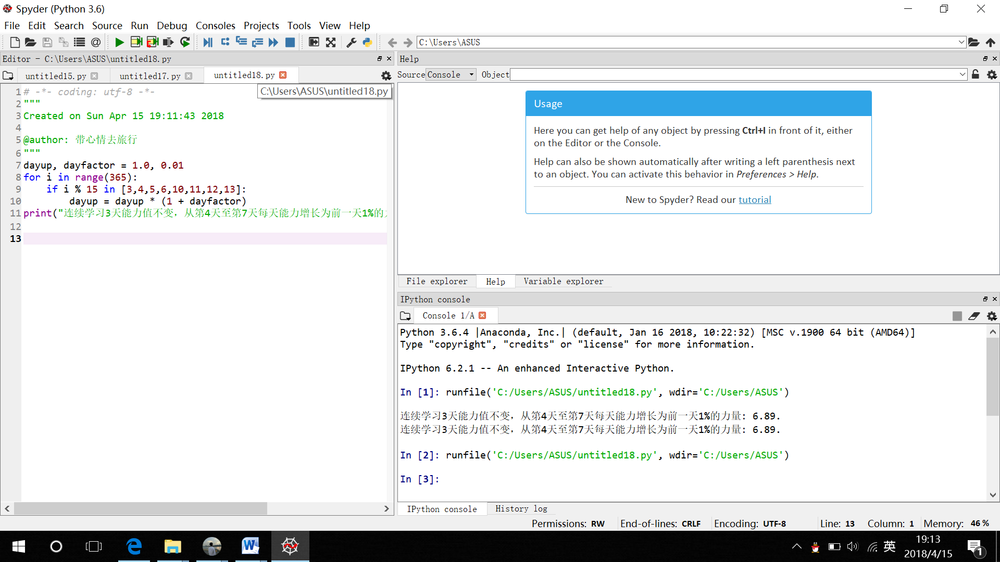 Spyder (Python 3.6)
File Edit Search Source Run Debug Consoles Projects Tools View Help
C:\Users\ASUS
Editor - C:\Users\ASUS\untitled18.py
untitled15.py untitled17.py untitled18.py
C:\Users\ASUS\untitled18.py
1 # -*- coding: utf-8 -*-
2 """
3 Created on Sun Apr 15 19:11:43 2018
4
5 @author: 带心情去旅行
6 """
7 dayup, dayfactor = 1.0, 0.01
8 for i in range(365):
9     if i % 15 in [3,4,5,6,10,11,12,13]:
10         dayup = dayup * (1 + dayfactor)
11 print("连续学习3天能力值不变，从第4天至第7天每天能力增长为前一天1%的
12
13
Help
Source Console Object
Usage
Here you can get help of any object by pressing Ctrl+I in front of it, either
on the Editor or the Console.
Help can also be shown automatically after writing a left parenthesis next
to an object. You can activate this behavior in Preferences > Help.
New to Spyder? Read our tutorial
File explorer Help Variable explorer
IPython console
Console 1/A
Python 3.6.4 |Anaconda, Inc.| (default, Jan 16 2018, 10:22:32) [MSC v.1900 64 bit (AMD64)]
Type "copyright", "credits" or "license" for more information.
IPython 6.2.1 -- An enhanced Interactive Python.
In [1]: runfile('C:/Users/ASUS/untitled18.py', wdir='C:/Users/ASUS')
连续学习3天能力值不变，从第4天至第7天每天能力增长为前一天1%的力量: 6.89.
连续学习3天能力值不变，从第4天至第7天每天能力增长为前一天1%的力量: 6.89.
In [2]: runfile('C:/Users/ASUS/untitled18.py', wdir='C:/Users/ASUS')
In [3]:
IPython console History log
Permissions: RW End-of-lines: CRLF Encoding: UTF-8 Line: 13 Column: 1 Memory: 46 %
英 19:13
2018/4/15
1